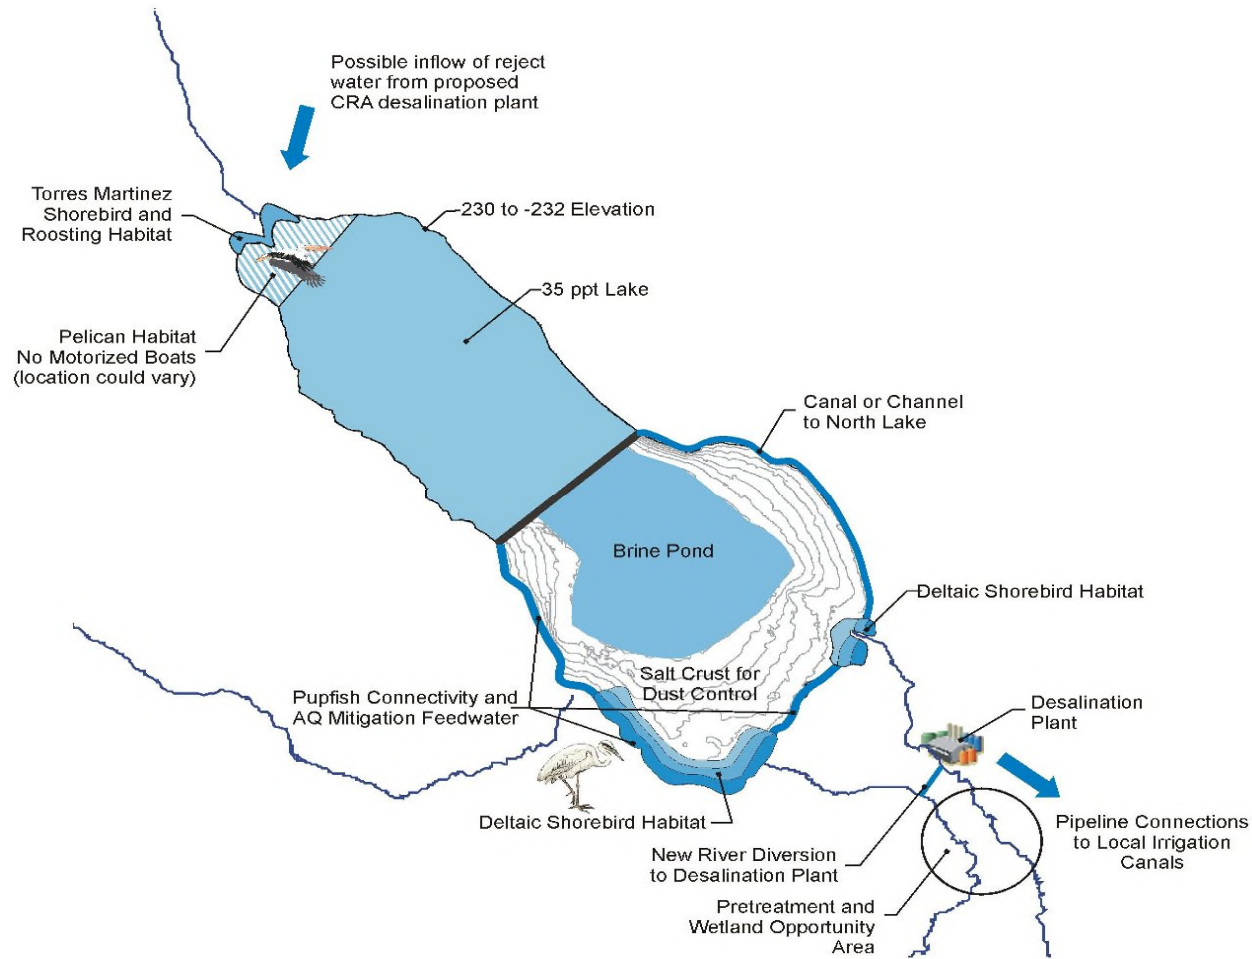 Possible inflow of reject
water from proposed
CRA desalination plant
Torres Martinez
Shorebird and
Roosting Habitat
-230 to -232 Elevation
35 ppt Lake
Pelican Habitat
No Motorized Boats
(location could vary)
Canal or Channel
to North Lake
Brine Pond
Deltaic Shorebird Habitat
Salt Crust for
Dust Control
Pupfish Connectivity and
AQ Mitigation Feedwater
Desalination
Plant
Deltaic Shorebird Habitat
Pipeline Connections
to Local Irrigation
Canals
New River Diversion
to Desalination Plant
Pretreatment and
Wetland Opportunity
Area